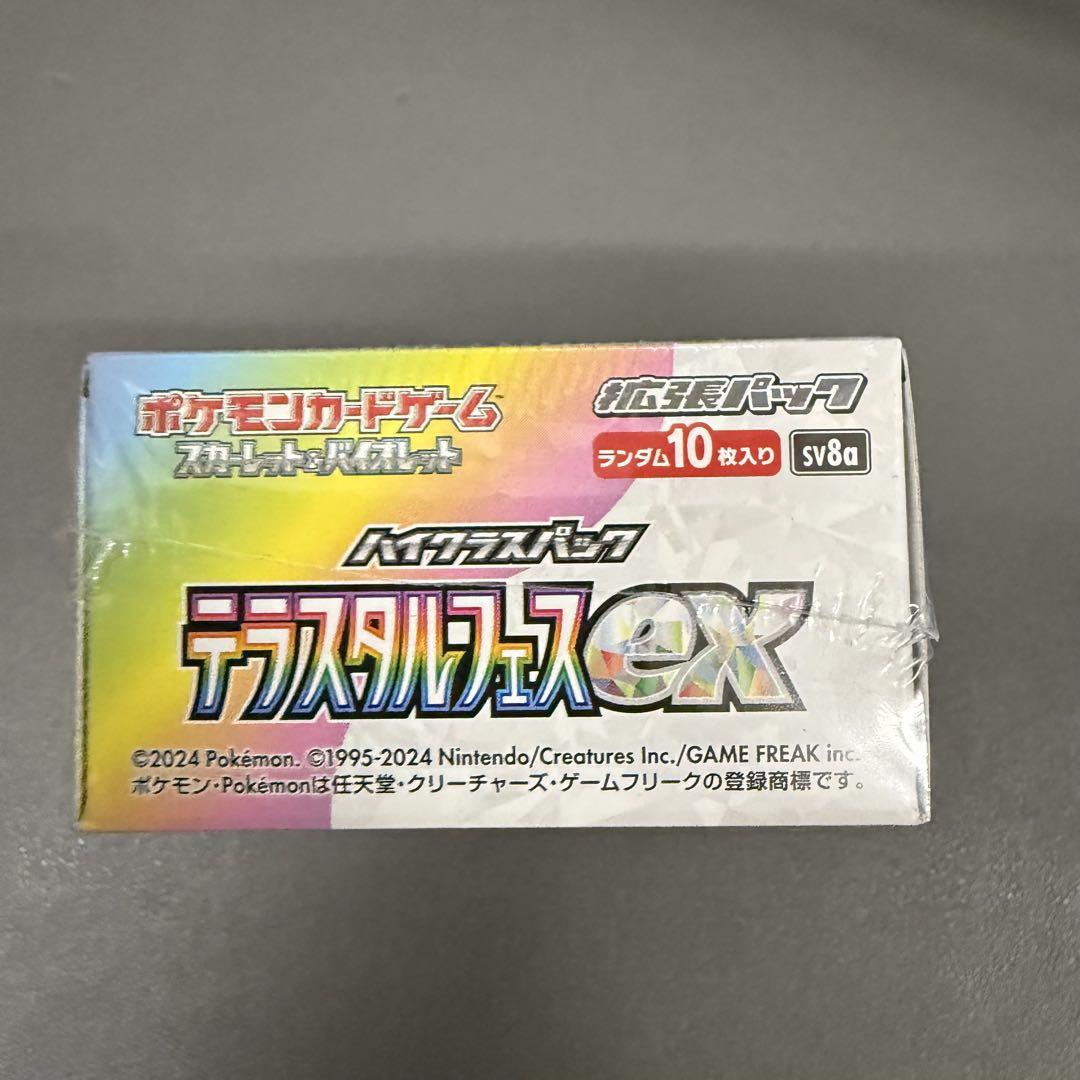 ポケモンカードゲーム
スカーレット&バイオレット
拡張パック
ランダム10枚入り SV8a
ハイクラスパック
テラスタルフェスex
©2024 Pokémon. ©1995-2024 Nintendo/Creatures Inc./GAME FREAK inc.
ポケモン・Pokémonは任天堂・クリーチャーズ・ゲームフリークの登録商標です。